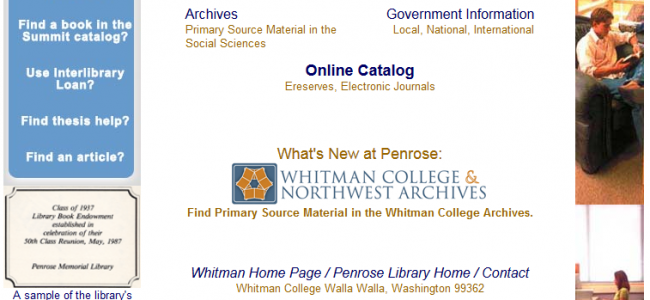 Find a book in the
Summit catalog?
Use Interlibrary
Loan?
Find thesis help?
Find an article?
Class of 1957
Library Book Endowment
established in
celebration of their
50th Class Reunion, May, 1987
Penrose Memorial Library
A sample of the library's
Archives
Primary Source Material in the
Social Sciences
Government Information
Local, National, International
Online Catalog
Ereserves, Electronic Journals
What's New at Penrose:
WHITMAN COLLEGE &
NORTHWEST ARCHIVES
Find Primary Source Material in the Whitman College Archives.
Whitman Home Page / Penrose Library Home / Contact
Whitman College Walla Walla, Washington 99362